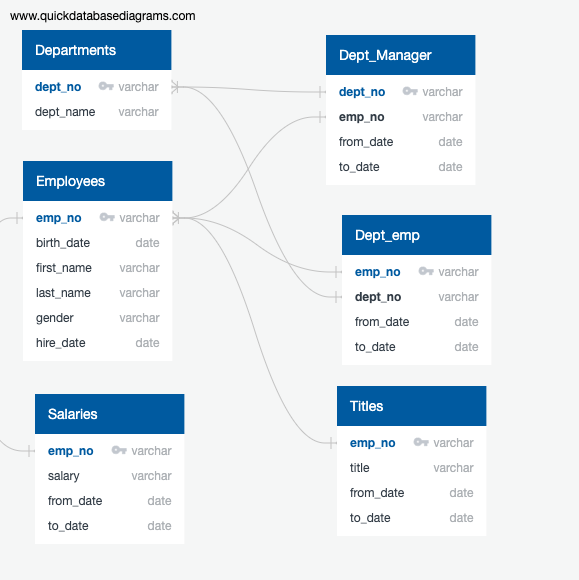 www.quickdatabasediagrams.com
Departments
dept_no varchar
dept_name varchar
Employees
emp_no varchar
birth_date date
first_name varchar
last_name varchar
gender varchar
hire_date date
Salaries
emp_no varchar
salary varchar
from_date date
to_date date
Dept_Manager
dept_no varchar
emp_no varchar
from_date date
to_date date
Dept_emp
emp_no varchar
dept_no varchar
from_date date
to_date date
Titles
emp_no varchar
title varchar
from_date date
to_date date